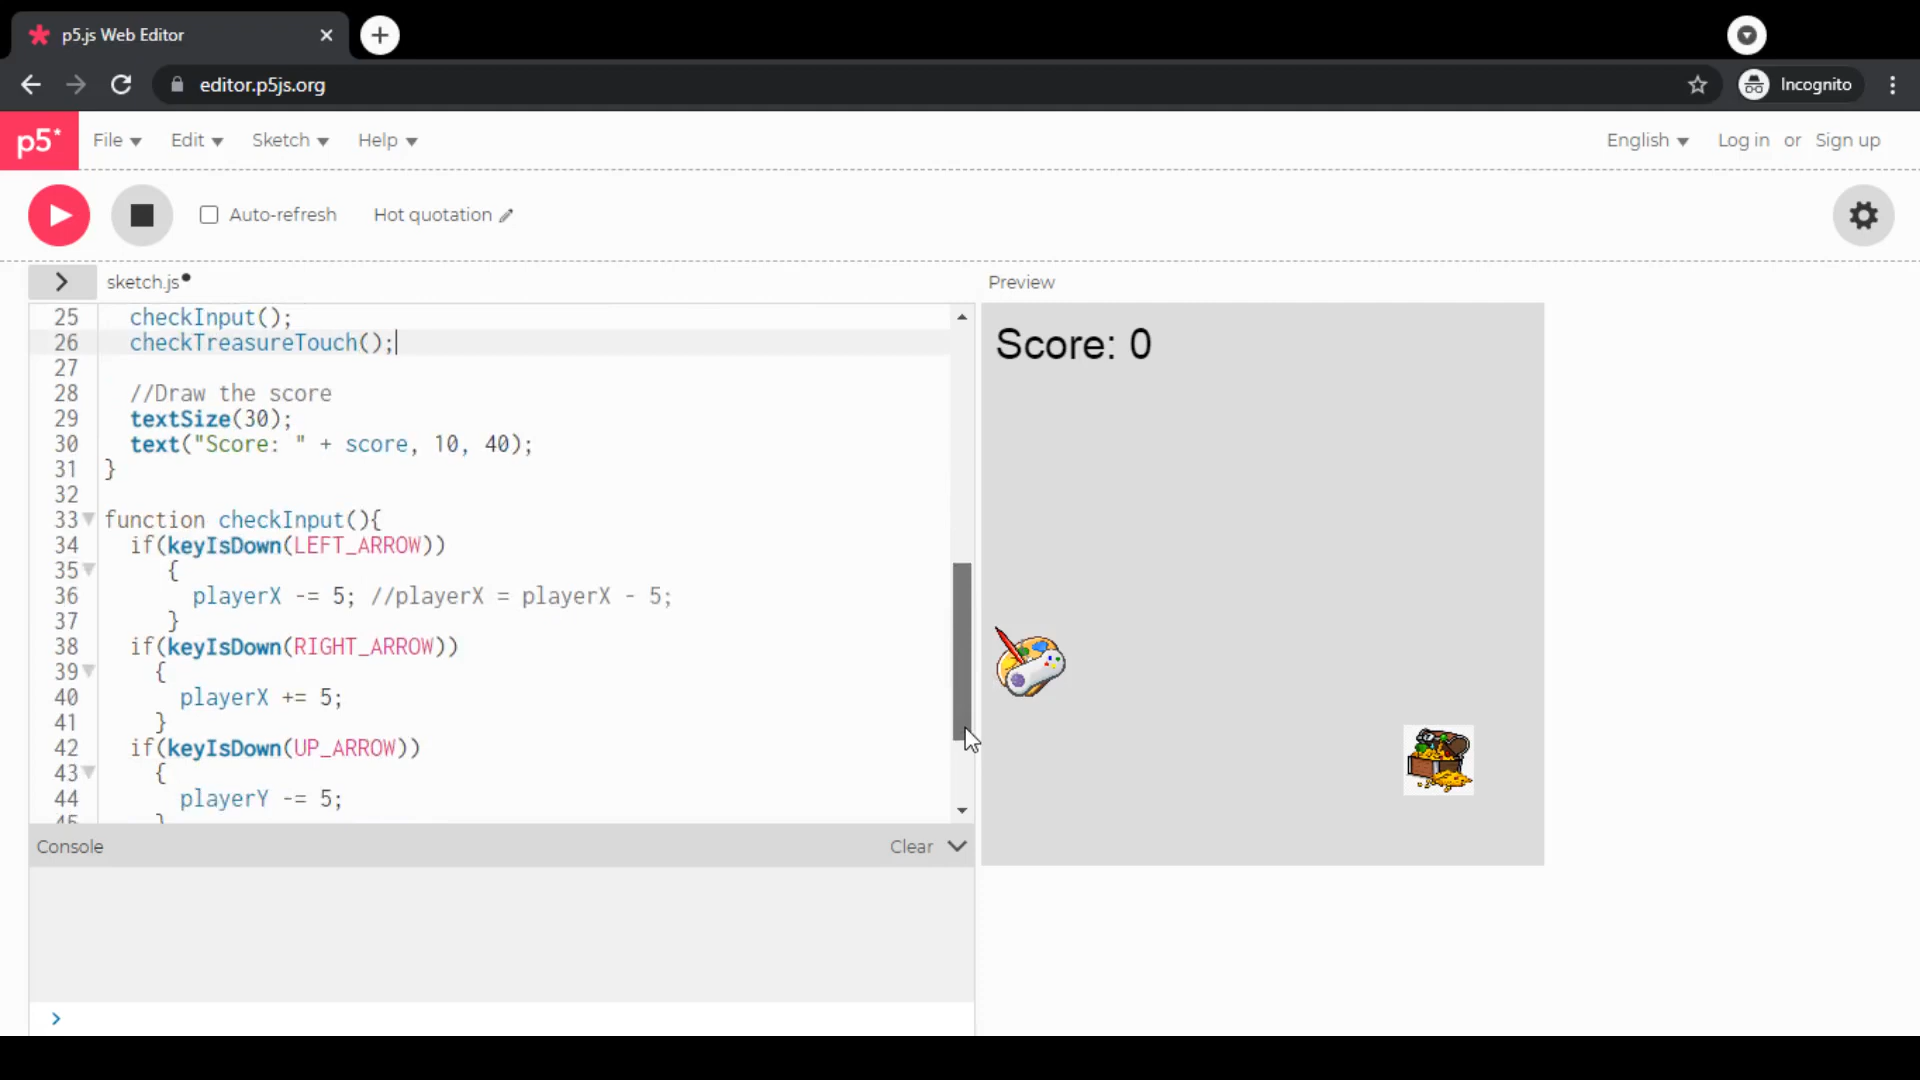 p5.js Web Editor
editor.p5js.org
Incognito
p5*
File
Edit
Sketch
Help
English
Log in or Sign up
Auto-refresh
Hot quotation
sketch.js
Preview
25 checkInput();
26 checkTreasureTouch();
27
28 //Draw the score
29 textSize(30);
30 text("Score: " + score, 10, 40);
31 }
32
33 function checkInput(){
34 if(keyIsDown(LEFT_ARROW))
35 {
36 playerX -= 5; //playerX = playerX - 5;
37 }
38 if(keyIsDown(RIGHT_ARROW))
39 {
40 playerX += 5;
41 }
42 if(keyIsDown(UP_ARROW))
43 {
44 playerY -= 5;
45 }
Score: 0
Console
Clear
>